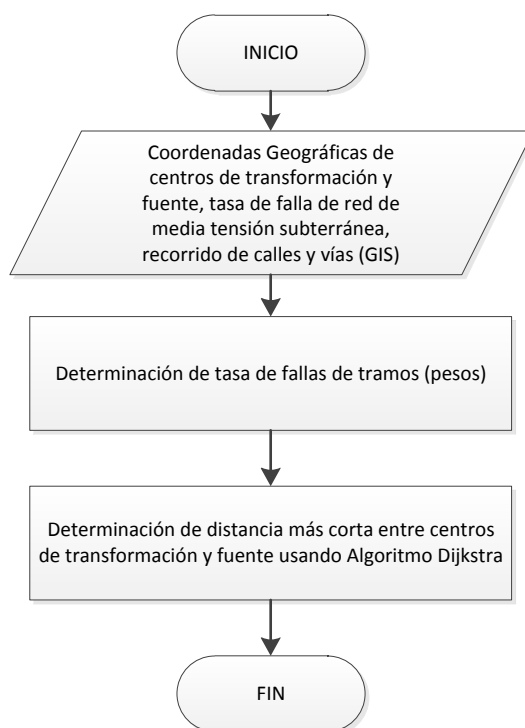 INICIO
Coordenadas Geográficas de
centros de transformación y
fuente, tasa de falla de red de
media tensión subterránea,
recorrido de calles y vías (GIS)
Determinación de tasa de fallas de tramos (pesos)
Determinación de distancia más corta entre centros
de transformación y fuente usando Algoritmo Dijkstra
FIN